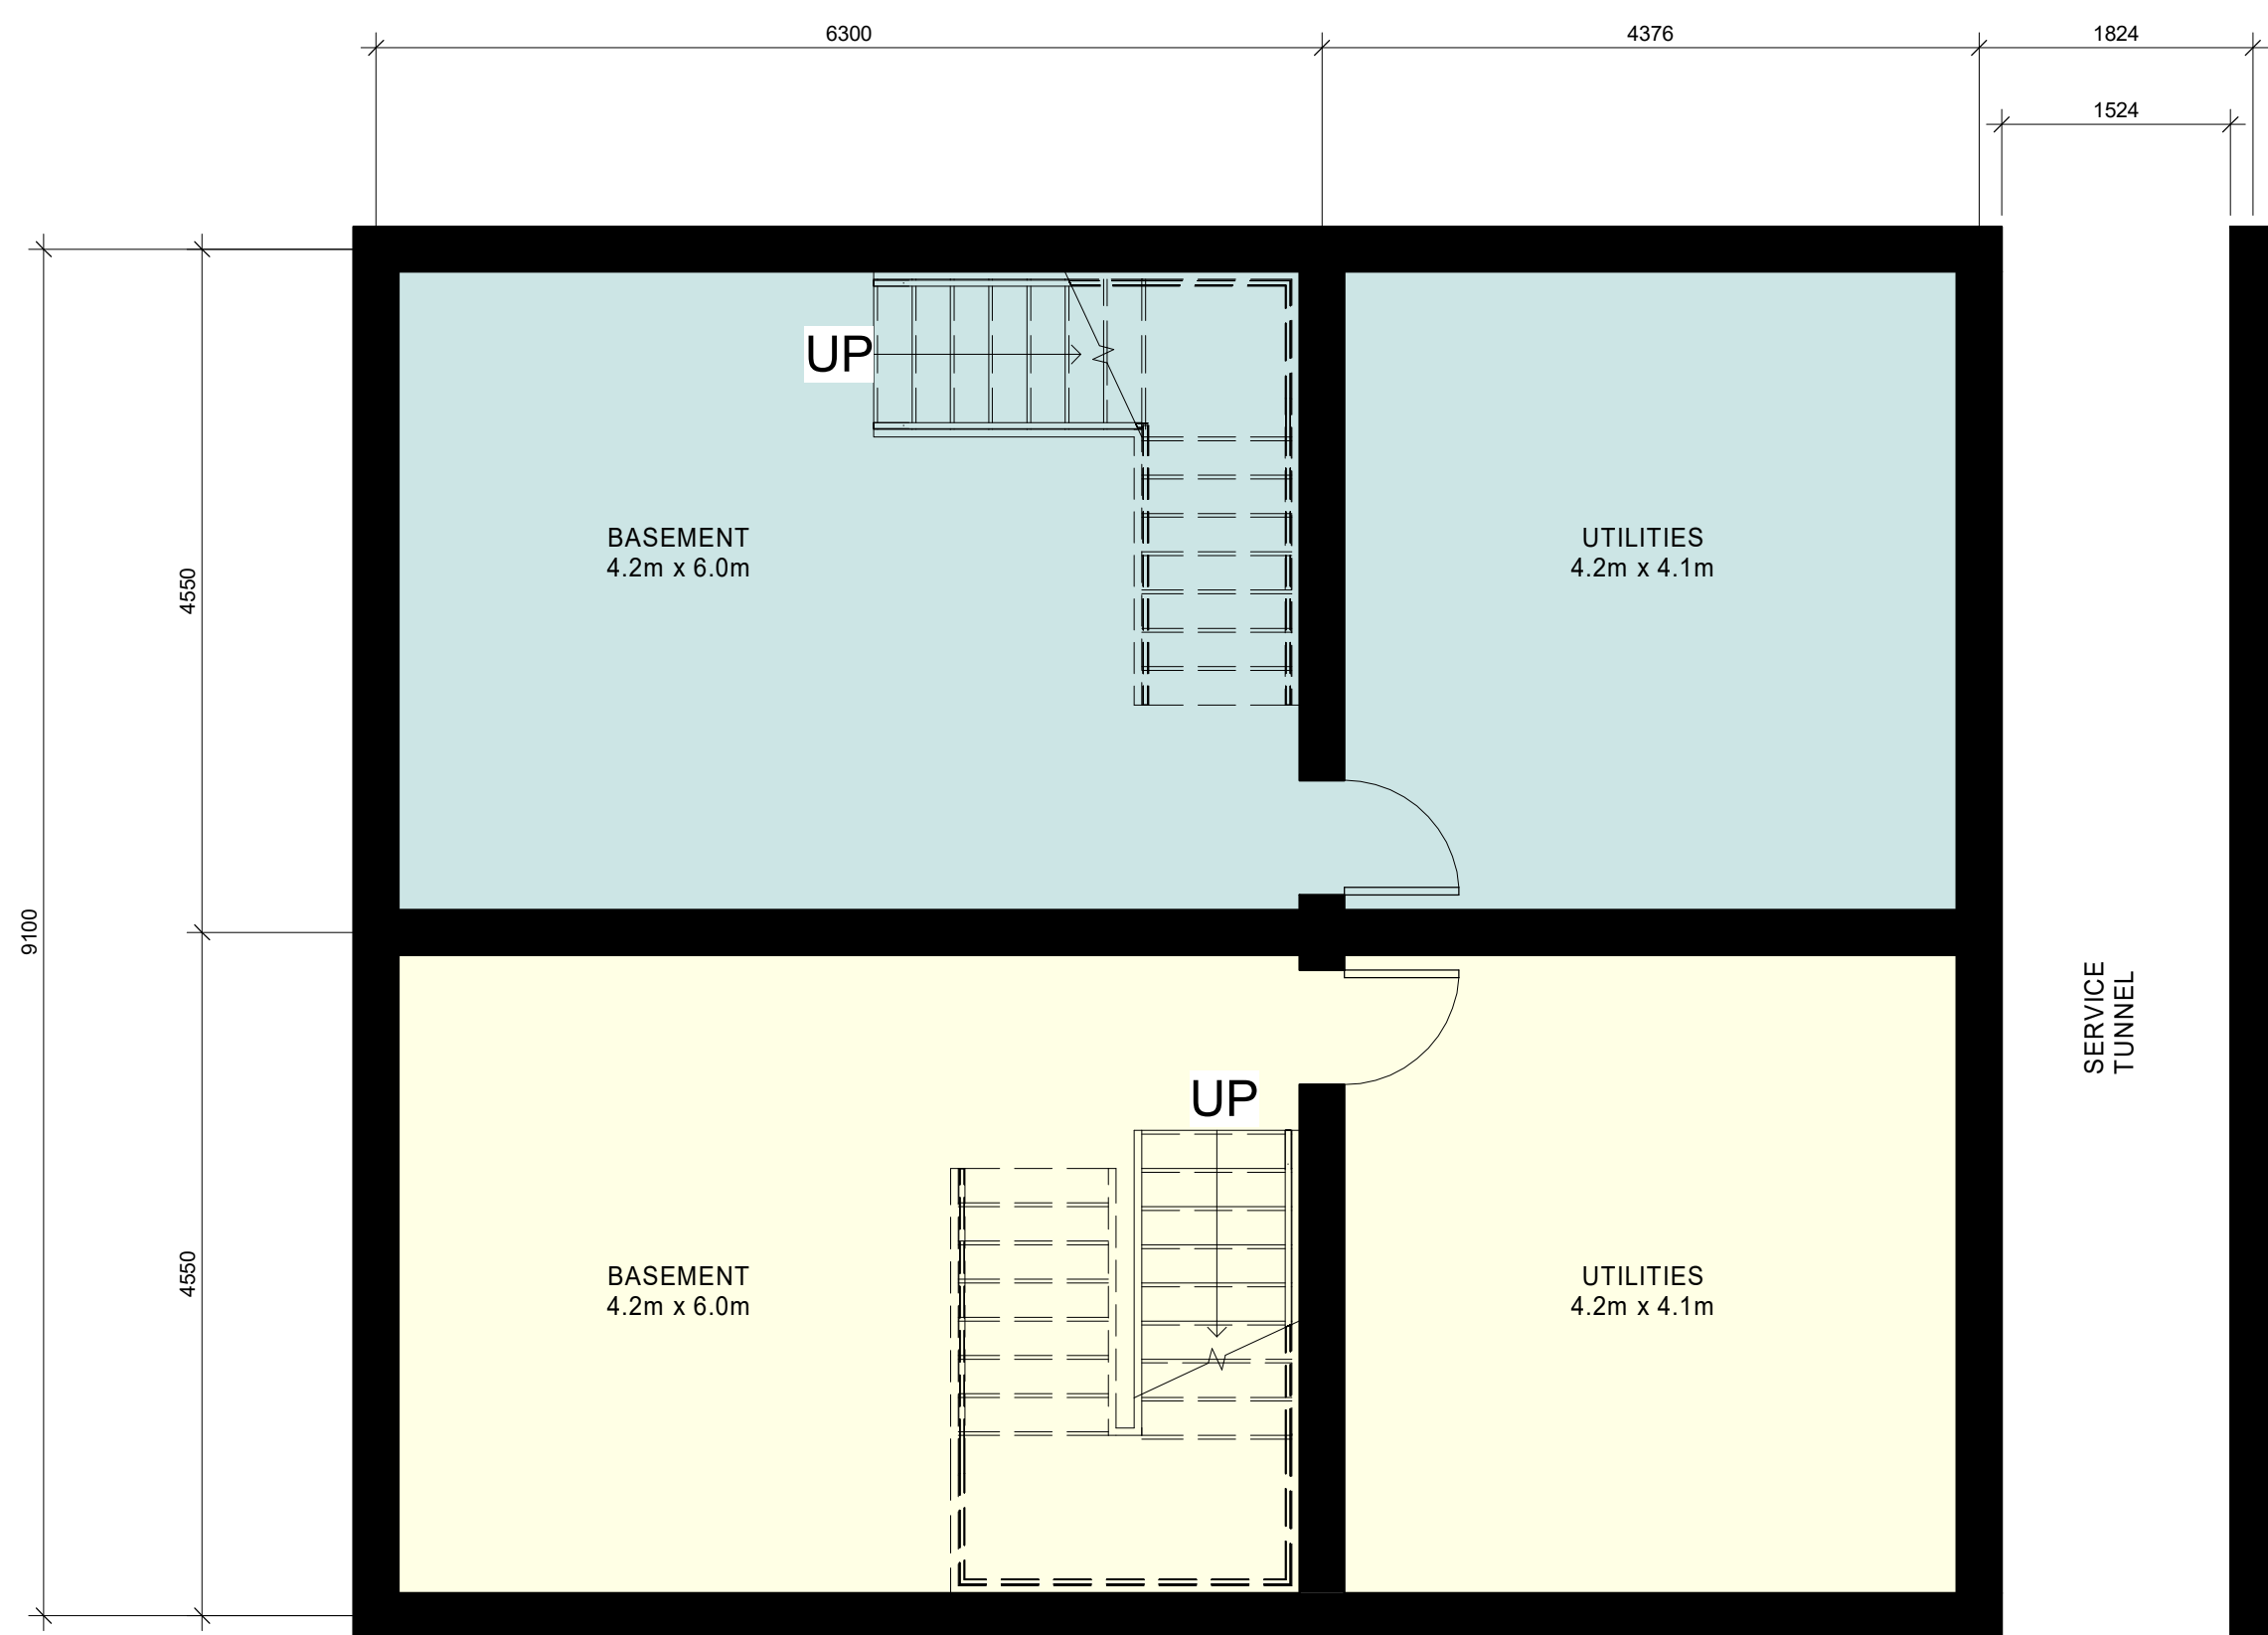 6300
4376
1824
1524
UP
BASEMENT
4.2m x 6.0m
UTILITIES
4.2m x 4.1m
4550
9100
SERVICE
TUNNEL
UP
4550
BASEMENT
4.2m x 6.0m
UTILITIES
4.2m x 4.1m